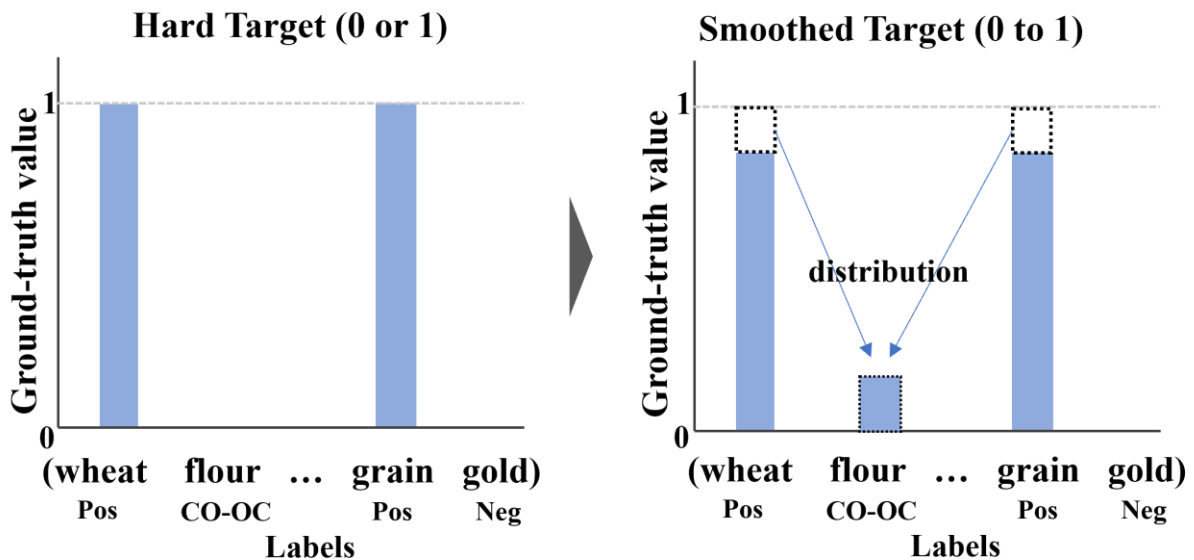 Hard Target (0 or 1)
Ground-truth value
1
0
(wheat flour … grain gold)
Pos CO-OC Pos Neg
Labels
Smoothed Target (0 to 1)
Ground-truth value
1
distribution
0
(wheat flour … grain gold)
Pos CO-OC Pos Neg
Labels